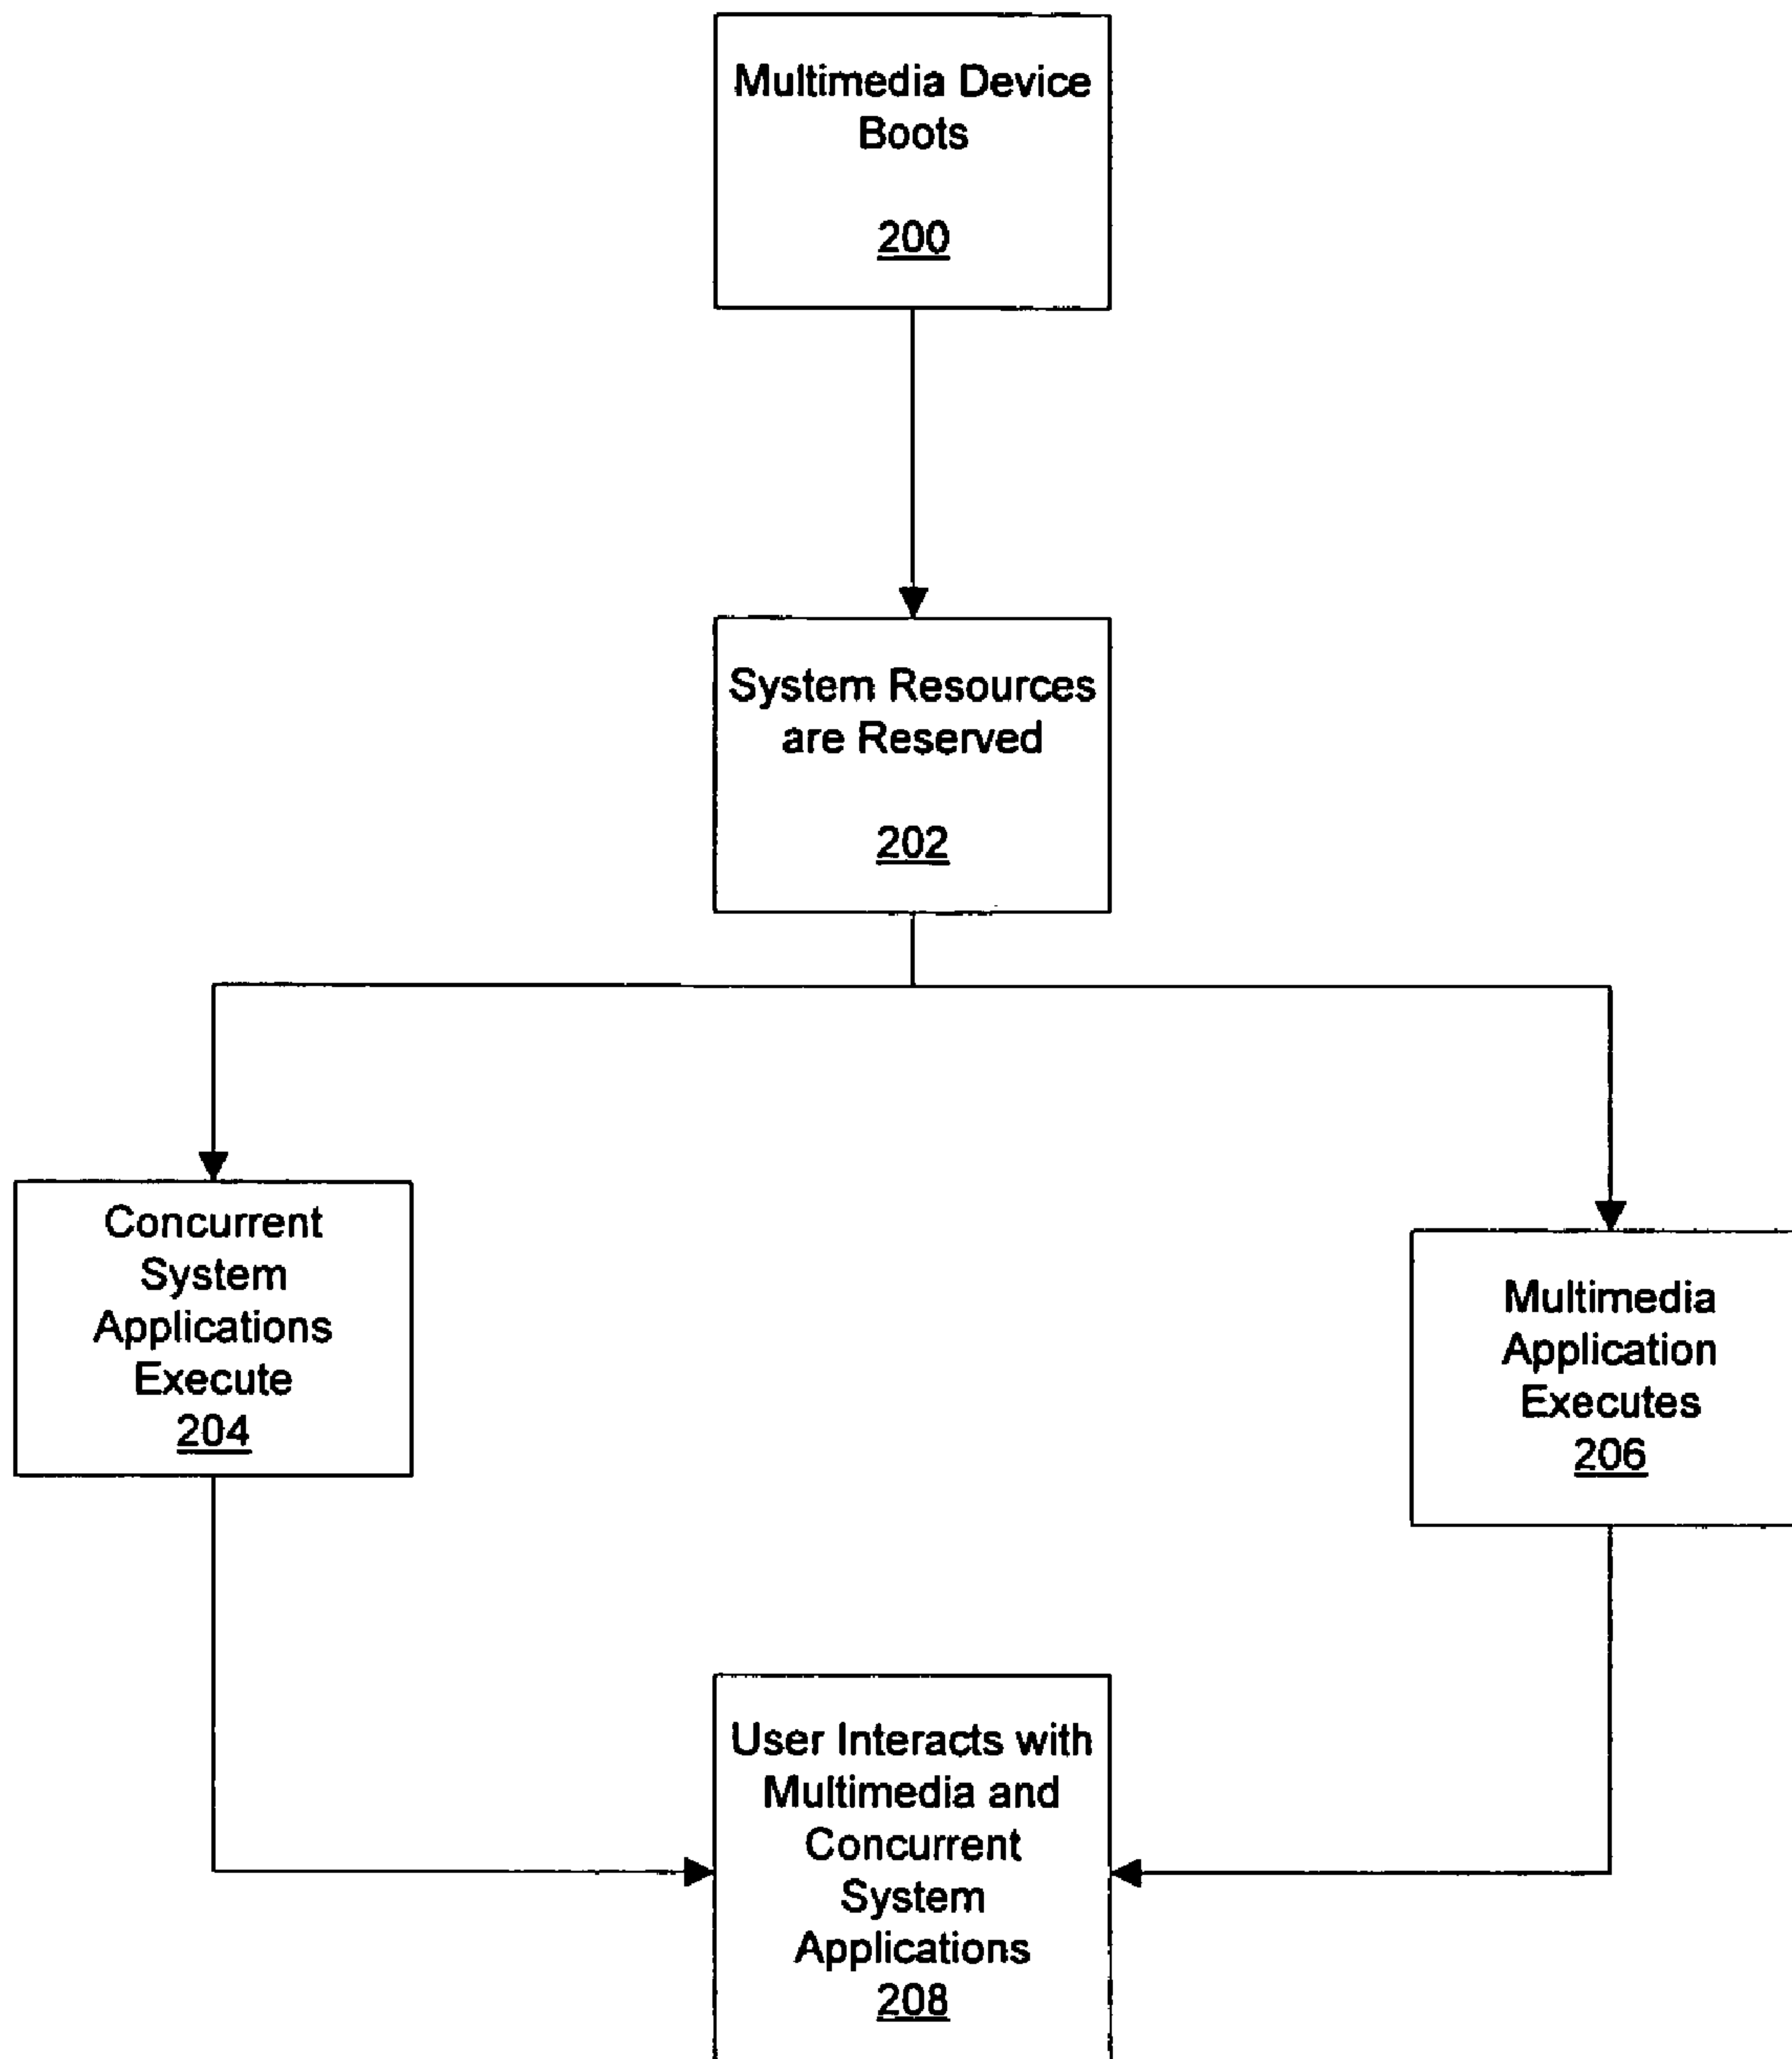 Multimedia Device
Boots
200
System Resources
are Reserved
202
Concurrent
System
Applications
Execute
204
Multimedia
Application
Executes
206
User Interacts with
Multimedia and
Concurrent
System
Applications
208